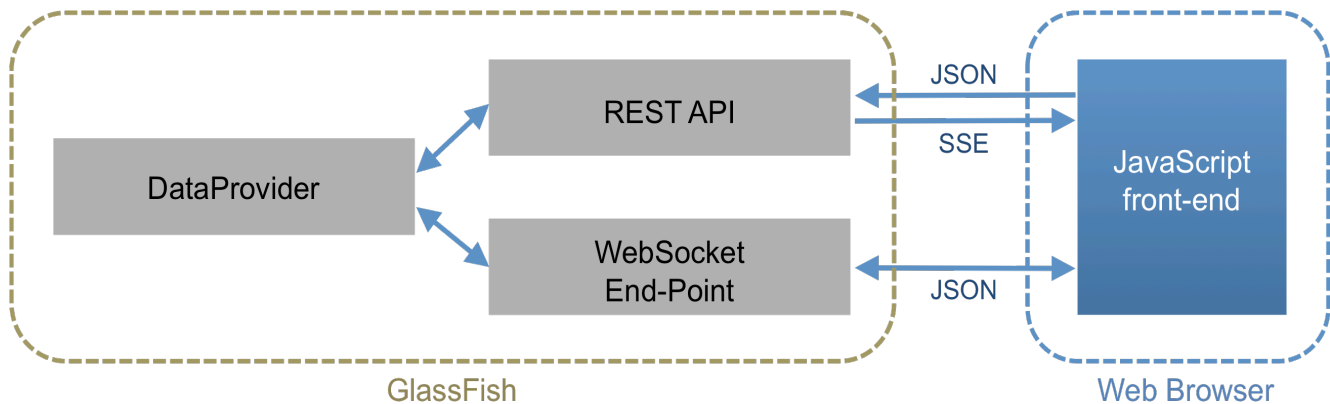 JSON
REST API
SSE
DataProvider
JavaScript
front-end
WebSocket
End-Point
JSON
GlassFish
Web Browser